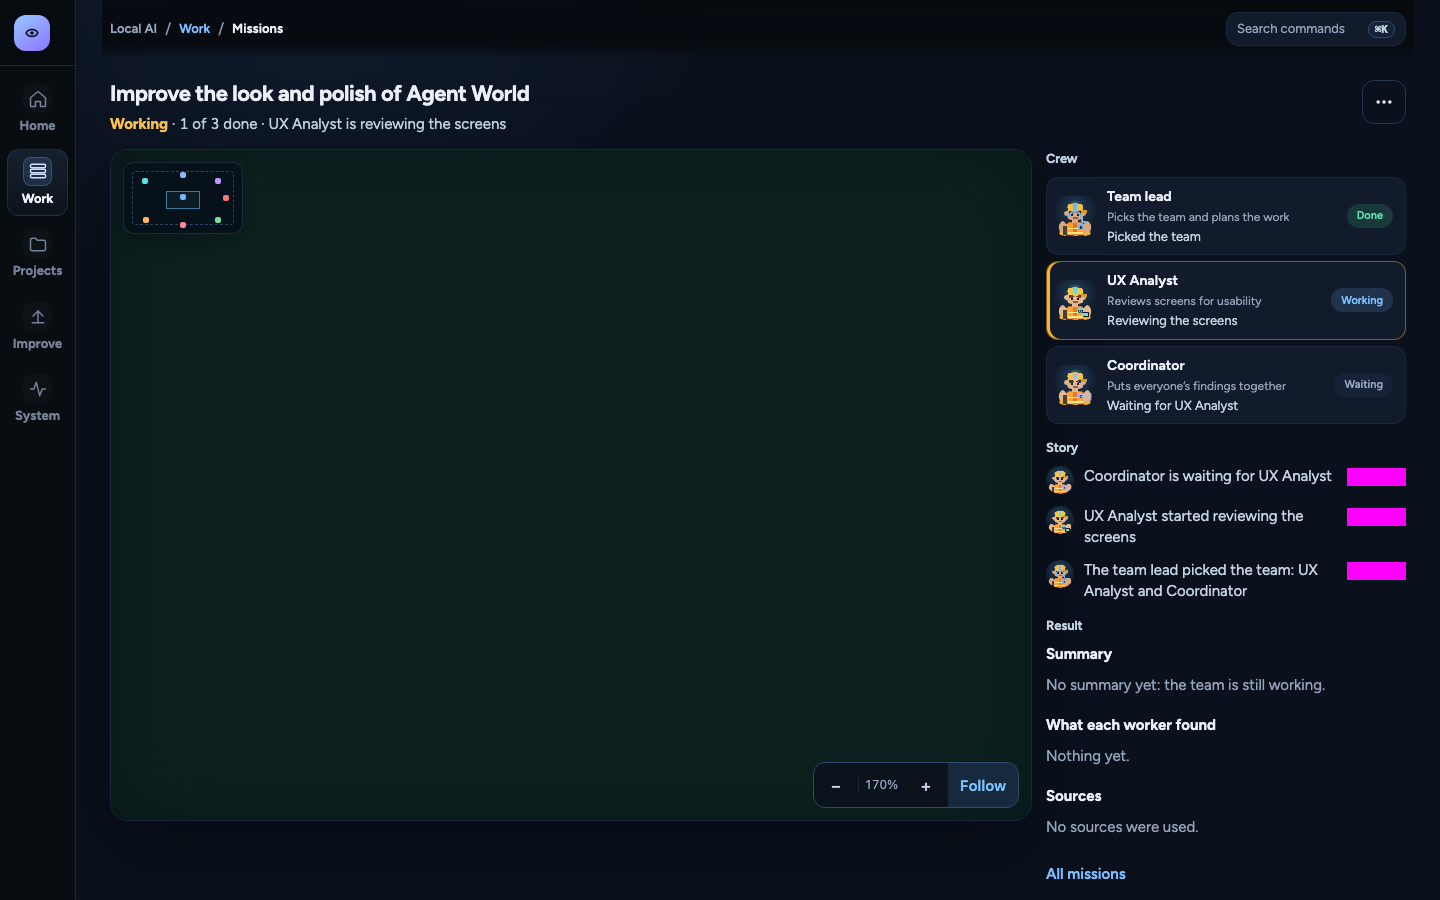 Local AI / Work / Missions
Search commands ⌘K
Home
Work
Projects
Improve
System
Improve the look and polish of Agent World
Working · 1 of 3 done · UX Analyst is reviewing the screens
− 170% + Follow
Crew
Team lead
Picks the team and plans the work
Picked the team
Done
UX Analyst
Reviews screens for usability
Reviewing the screens
Working
Coordinator
Puts everyone’s findings together
Waiting for UX Analyst
Waiting
Story
Coordinator is waiting for UX Analyst
UX Analyst started reviewing the
screens
The team lead picked the team: UX
Analyst and Coordinator
Result
Summary
No summary yet: the team is still working.
What each worker found
Nothing yet.
Sources
No sources were used.
All missions